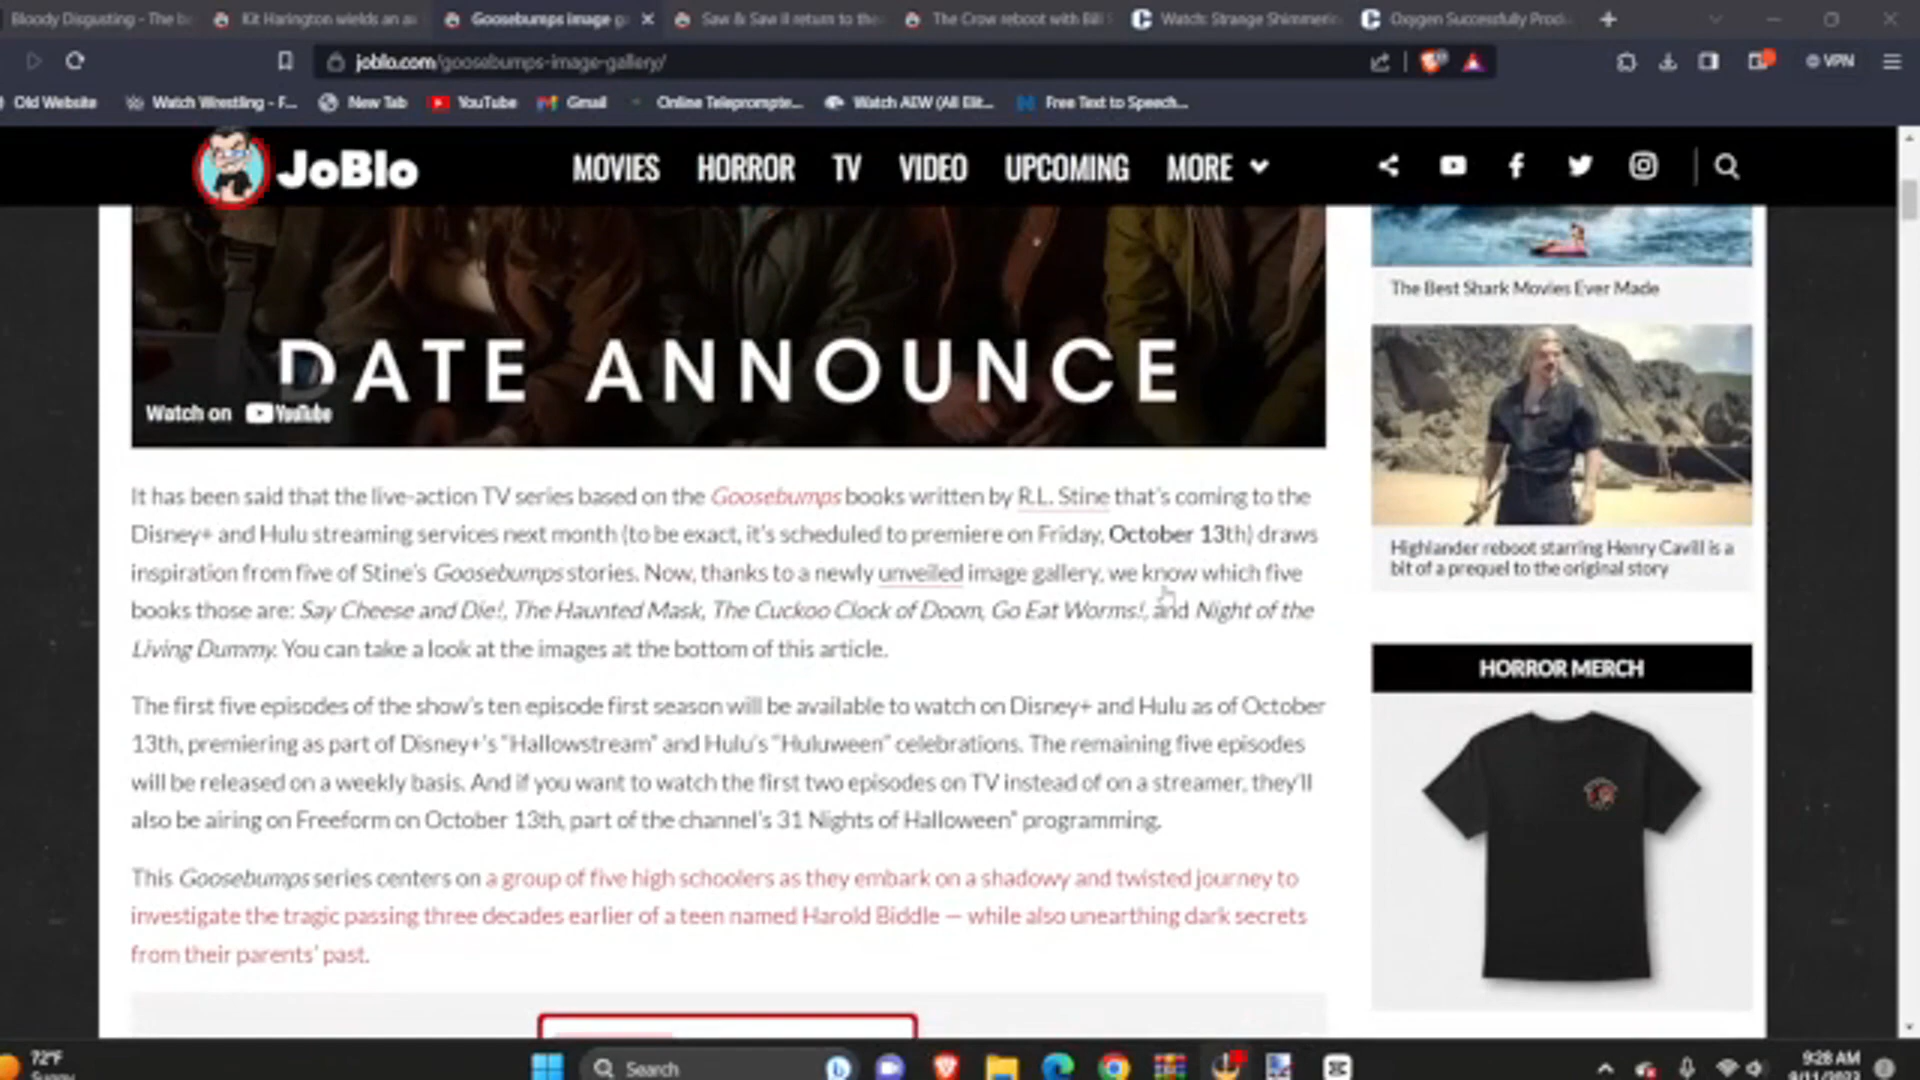 Bloody Disgusting - The
Kit Harington wields an
Goosebumps image
Saw & Saw II return to the
The Crow reboot with Bill
Watch: Strange Shimmering
Oxygen Successfully Prod
joblo.com/goosebumps-image-gallery/
VPN
Old Website
Watch Wrestling - F...
New Tab
YouTube
Gmail
Online Teleprompte...
Watch AEW (All Elit...
Free Text to Speech...
JoBlo
MOVIES HORROR TV VIDEO UPCOMING MORE
DATE ANNOUNCE
Watch on YouTube
It has been said that the live-action TV series based on the Goosebumps books written by R.L. Stine that's coming to the
Disney+ and Hulu streaming services next month (to be exact, it's scheduled to premiere on Friday, October 13th) draws
inspiration from five of Stine's Goosebumps stories. Now, thanks to a newly unveiled image gallery, we know which five
books those are: Say Cheese and Die!, The Haunted Mask, The Cuckoo Clock of Doom, Go Eat Worms!, and Night of the
Living Dummy. You can take a look at the images at the bottom of this article.
The first five episodes of the show's ten episode first season will be available to watch on Disney+ and Hulu as of October
13th, premiering as part of Disney+'s "Hallowstream" and Hulu's "Huluween" celebrations. The remaining five episodes
will be released on a weekly basis. And if you want to watch the first two episodes on TV instead of on a streamer, they'll
also be airing on Freeform on October 13th, part of the channel's 31 Nights of Halloween" programming.
This Goosebumps series centers on a group of five high schoolers as they embark on a shadowy and twisted journey to
investigate the tragic passing three decades earlier of a teen named Harold Biddle — while also unearthing dark secrets
from their parents' past.
The Best Shark Movies Ever Made
Highlander reboot starring Henry Cavill is a
bit of a prequel to the original story
HORROR MERCH
72°F
Sunny
Search
9:28 AM
9/11/2023